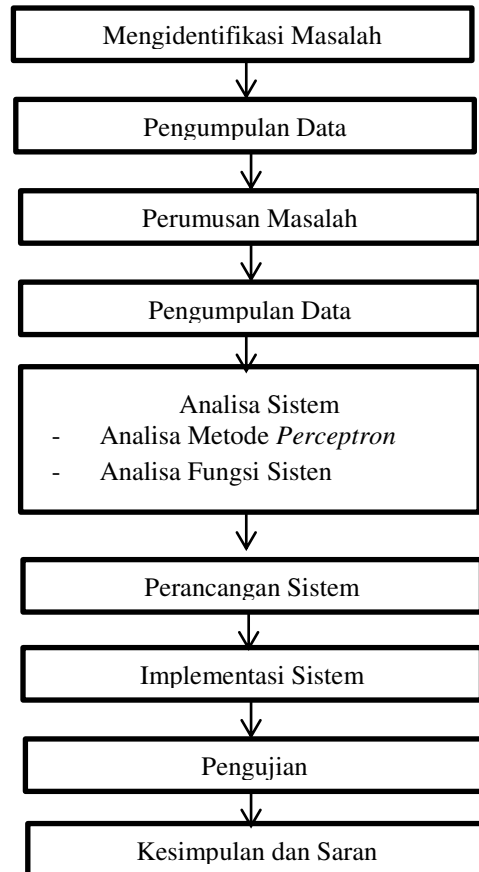 Mengidentifikasi Masalah
Pengumpulan Data
Perumusan Masalah
Pengumpulan Data
Analisa Sistem
- Analisa Metode Perceptron
- Analisa Fungsi Sisten
Perancangan Sistem
Implementasi Sistem
Pengujian
Kesimpulan dan Saran